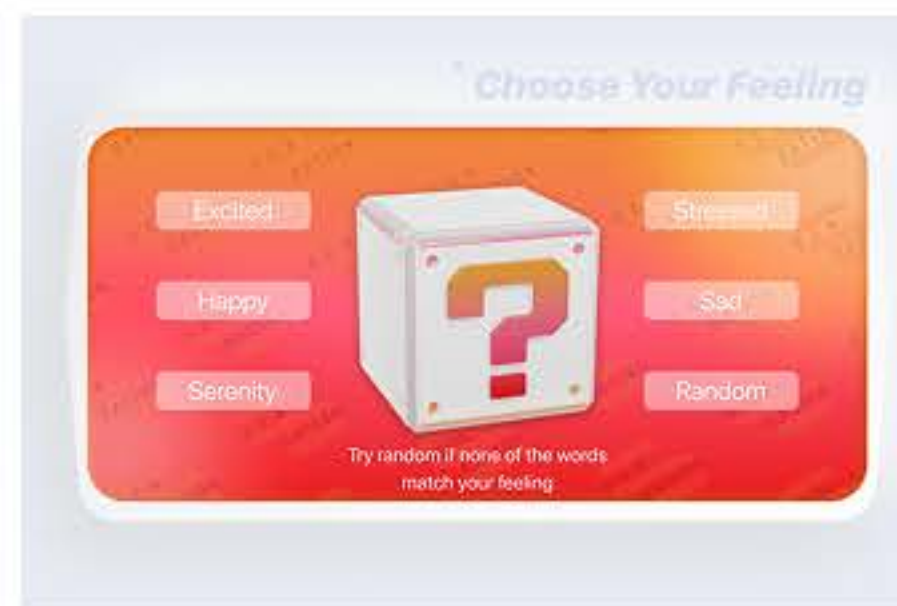 Choose Your Feeling
Excited
Stressed
Happy
Sad
Serenity
Random
?
Try random if none of the words
match your feeling